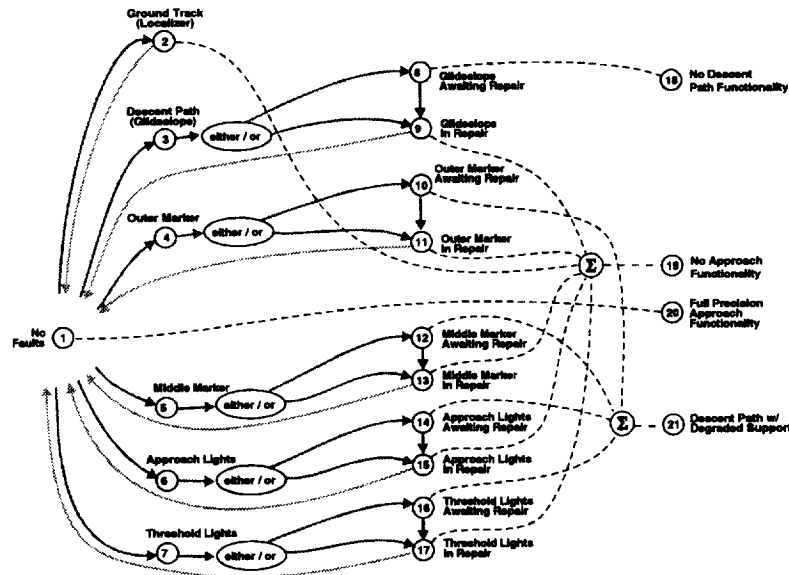 Ground Track
(Localizer)
2
8
Glideslope
Awaiting Repair
18
No Descent
Path Functionality
Descent Path
(Glideslope)
3
either / or
9
Glideslope
In Repair
Outer Marker
Awaiting Repair
10
Outer Marker
4
either / or
11
Outer Marker
In Repair
Σ
19
No Approach
Functionality
No
Faults
1
20
Full Precision
Approach
Functionality
12
Middle Marker
Awaiting Repair
Middle Marker
5
either / or
13
Middle Marker
In Repair
14
Approach Lights
Awaiting Repair
Σ
21
Descent Path w/
Degraded Support
Approach Lights
6
either / or
15
Approach Lights
In Repair
16
Threshold Lights
Awaiting Repair
Threshold Lights
7
either / or
17
Threshold Lights
In Repair